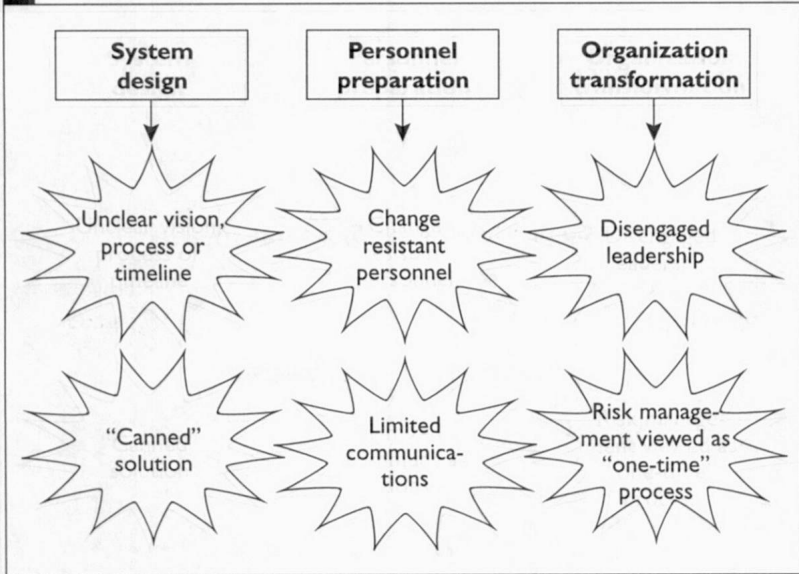 System
design
Personnel
preparation
Organization
transformation
Unclear vision,
process or
timeline
Change
resistant
personnel
Disengaged
leadership
“Canned”
solution
Limited
communica-
tions
Risk manage-
ment viewed as
“one-time”
process